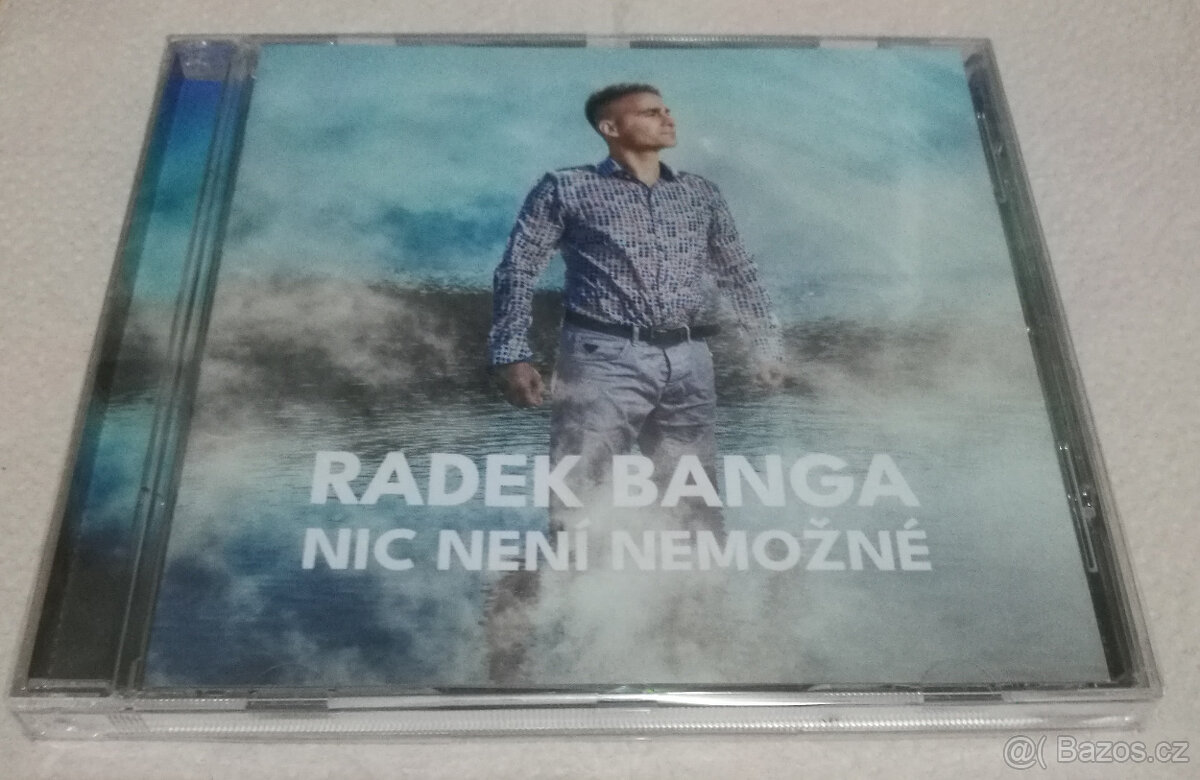 RADEK BANGA
NIC NENÍ NEMOŽNÉ
@( Bazos.cz